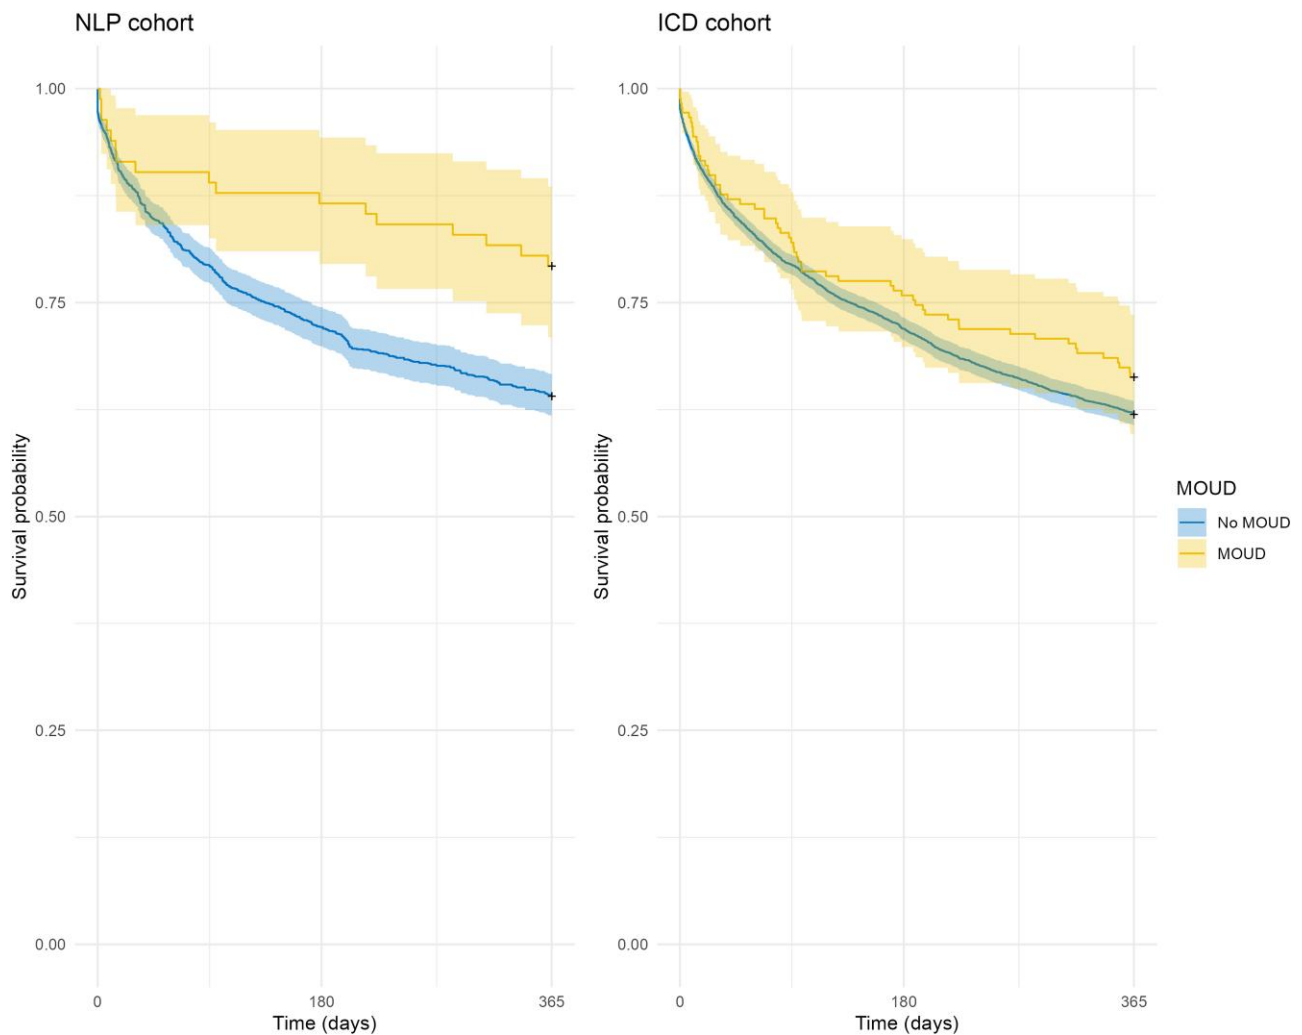 NLP cohort
1.00
0.75
0.50
0.25
0.00
Survival probability
0
180
365
Time (days)
ICD cohort
1.00
0.75
0.50
0.25
0.00
Survival probability
0
180
365
Time (days)
MOUD
No MOUD
MOUD